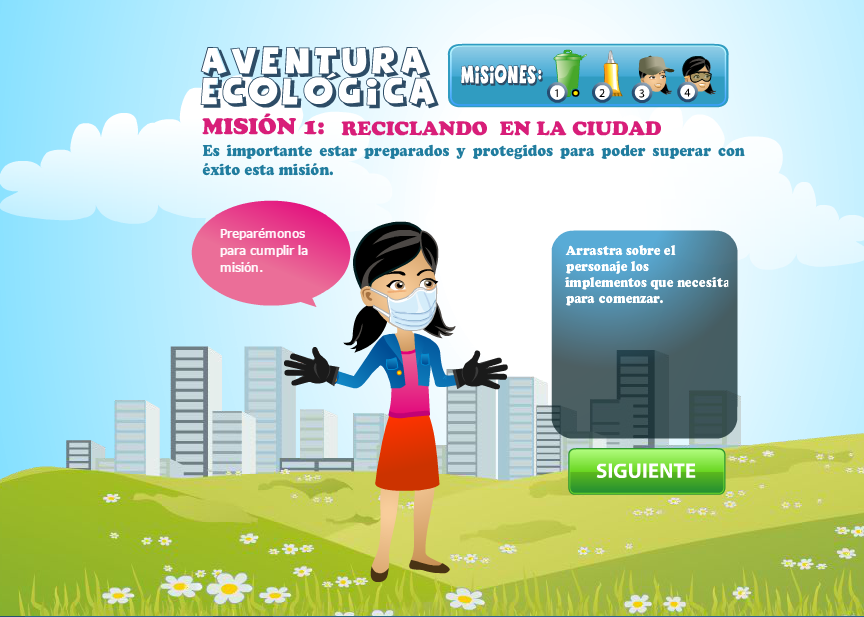 AVENTURA
ECOLÓGICA
MISIONES:
1 2 3 4
MISIÓN 1: RECICLANDO EN LA CIUDAD
Es importante estar preparados y protegidos para poder superar con
éxito esta misión.
Preparémonos
para cumplir la
misión.
Arrastra sobre el
personaje los
implementos que necesita
para comenzar.
SIGUIENTE